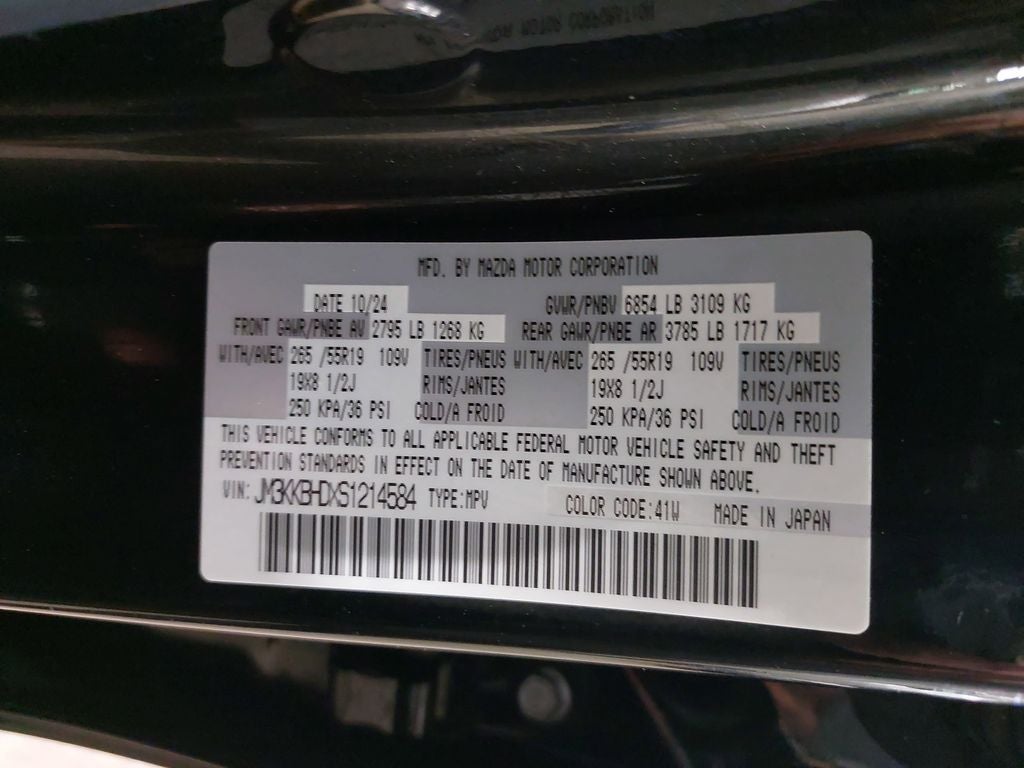 MFD. BY MAZDA MOTOR CORPORATION
DATE 10/24 GVWR/PNBV 6854 LB 3109 KG
FRONT GAWR/PNBE AV 2795 LB 1268 KG REAR GAWR/PNBE AR 3785 LB 1717 KG
WITH/AVEC 265 /55R19 109V TIRES/PNEUS WITH/AVEC 265 /55R19 109V TIRES/PNEUS
19X8 1/2J RIMS/JANTES 19X8 1/2J RIMS/JANTES
250 KPA/36 PSI COLD/A FROID 250 KPA/36 PSI COLD/A FROID
THIS VEHICLE CONFORMS TO ALL APPLICABLE FEDERAL MOTOR VEHICLE SAFETY AND THEFT
PREVENTION STANDARDS IN EFFECT ON THE DATE OF MANUFACTURE SHOWN ABOVE.
VIN: JM3KK3HDXS1214584 TYPE:MPV COLOR CODE:41W MADE IN JAPAN